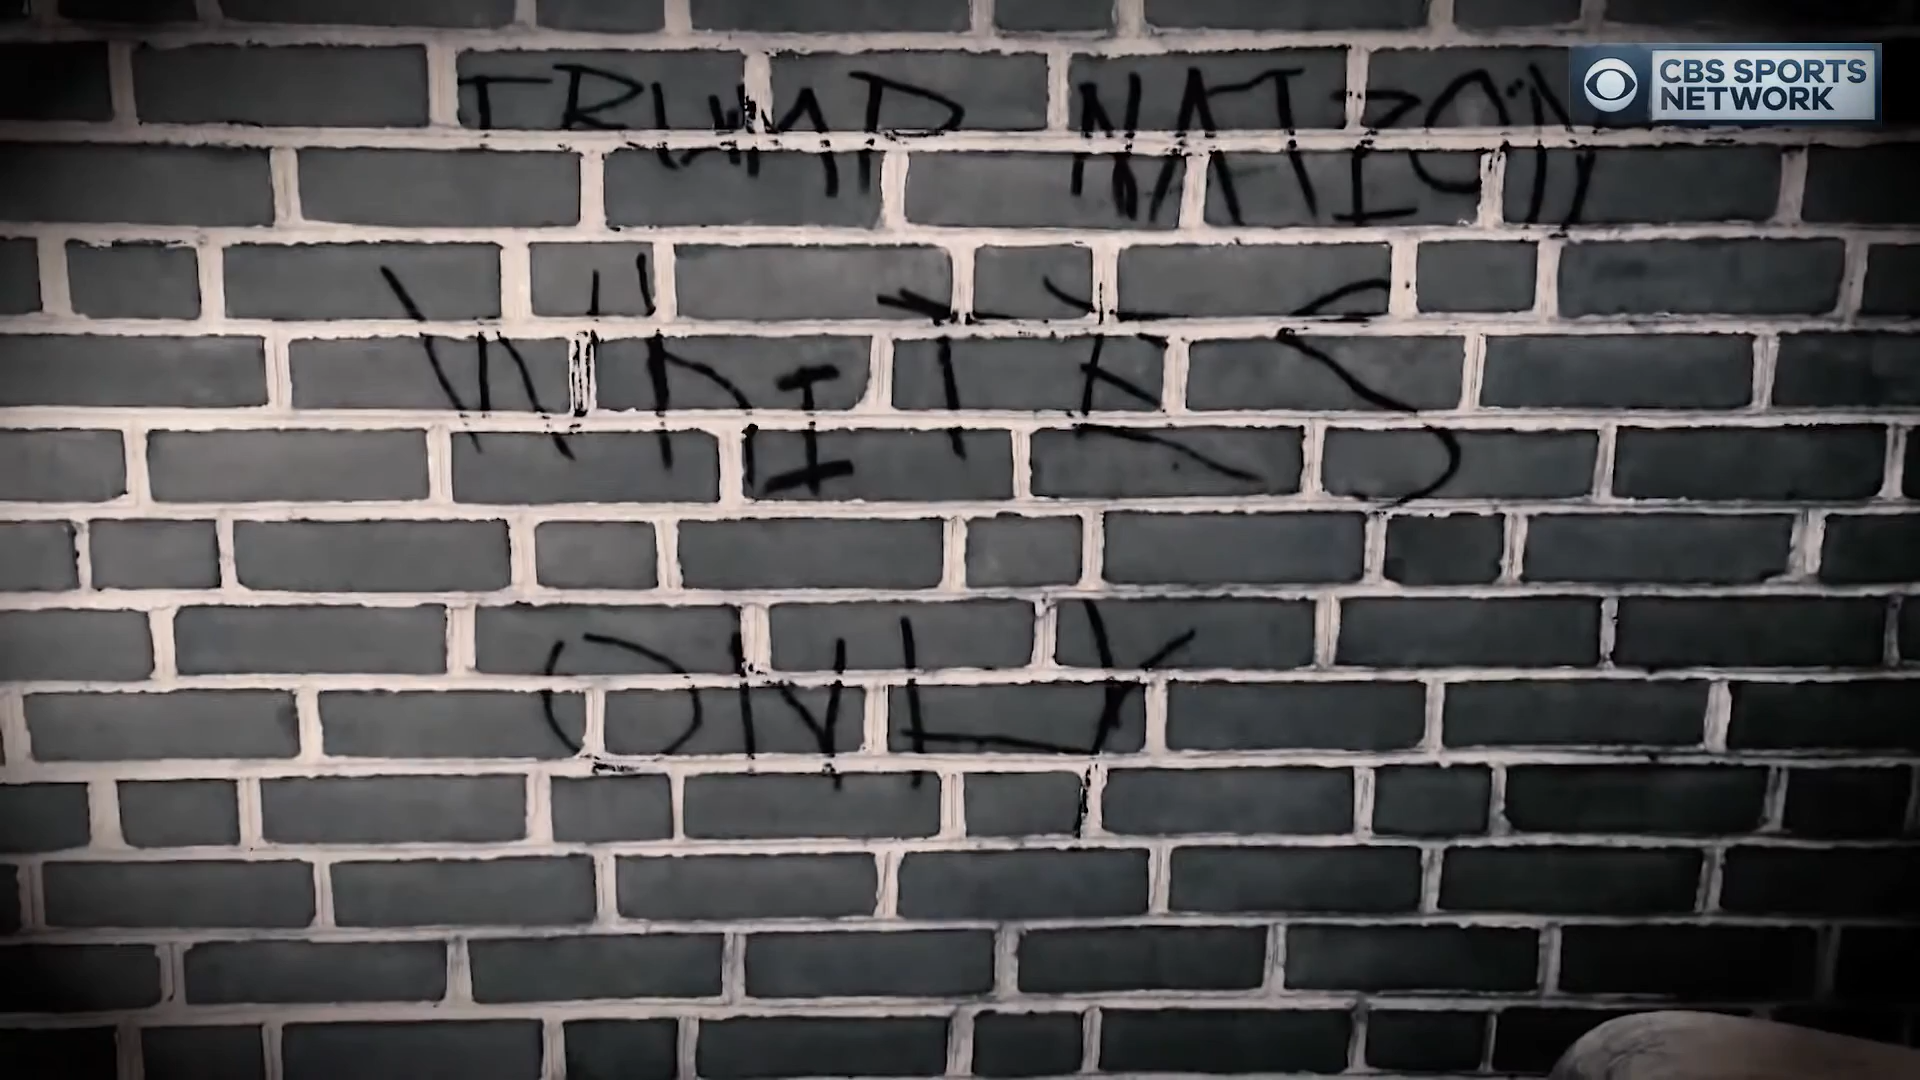 TRUMP NATION
WHITES
ONLY
CBS SPORTS
NETWORK